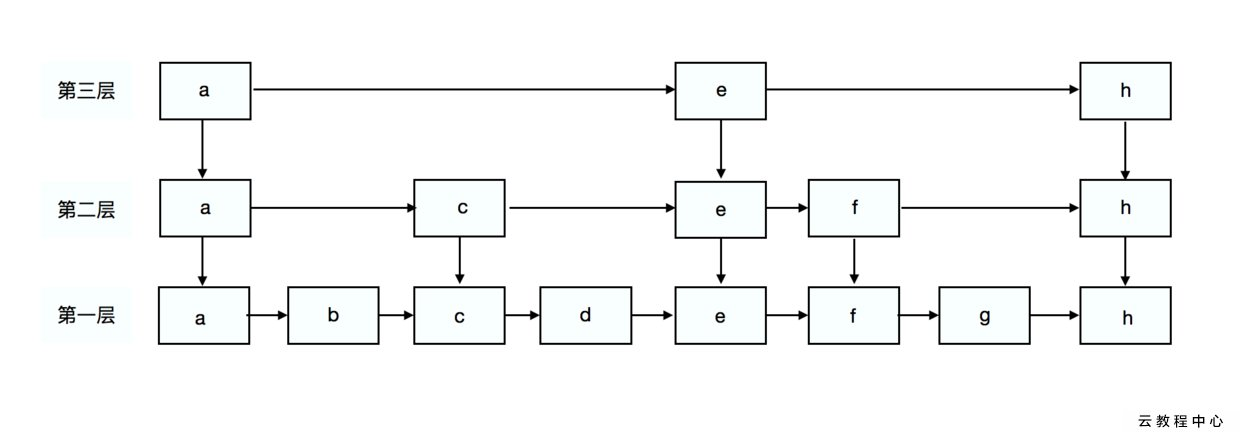 第三层 a e h
第二层 a c e f h
第一层 a b c d e f g h
云教程中心